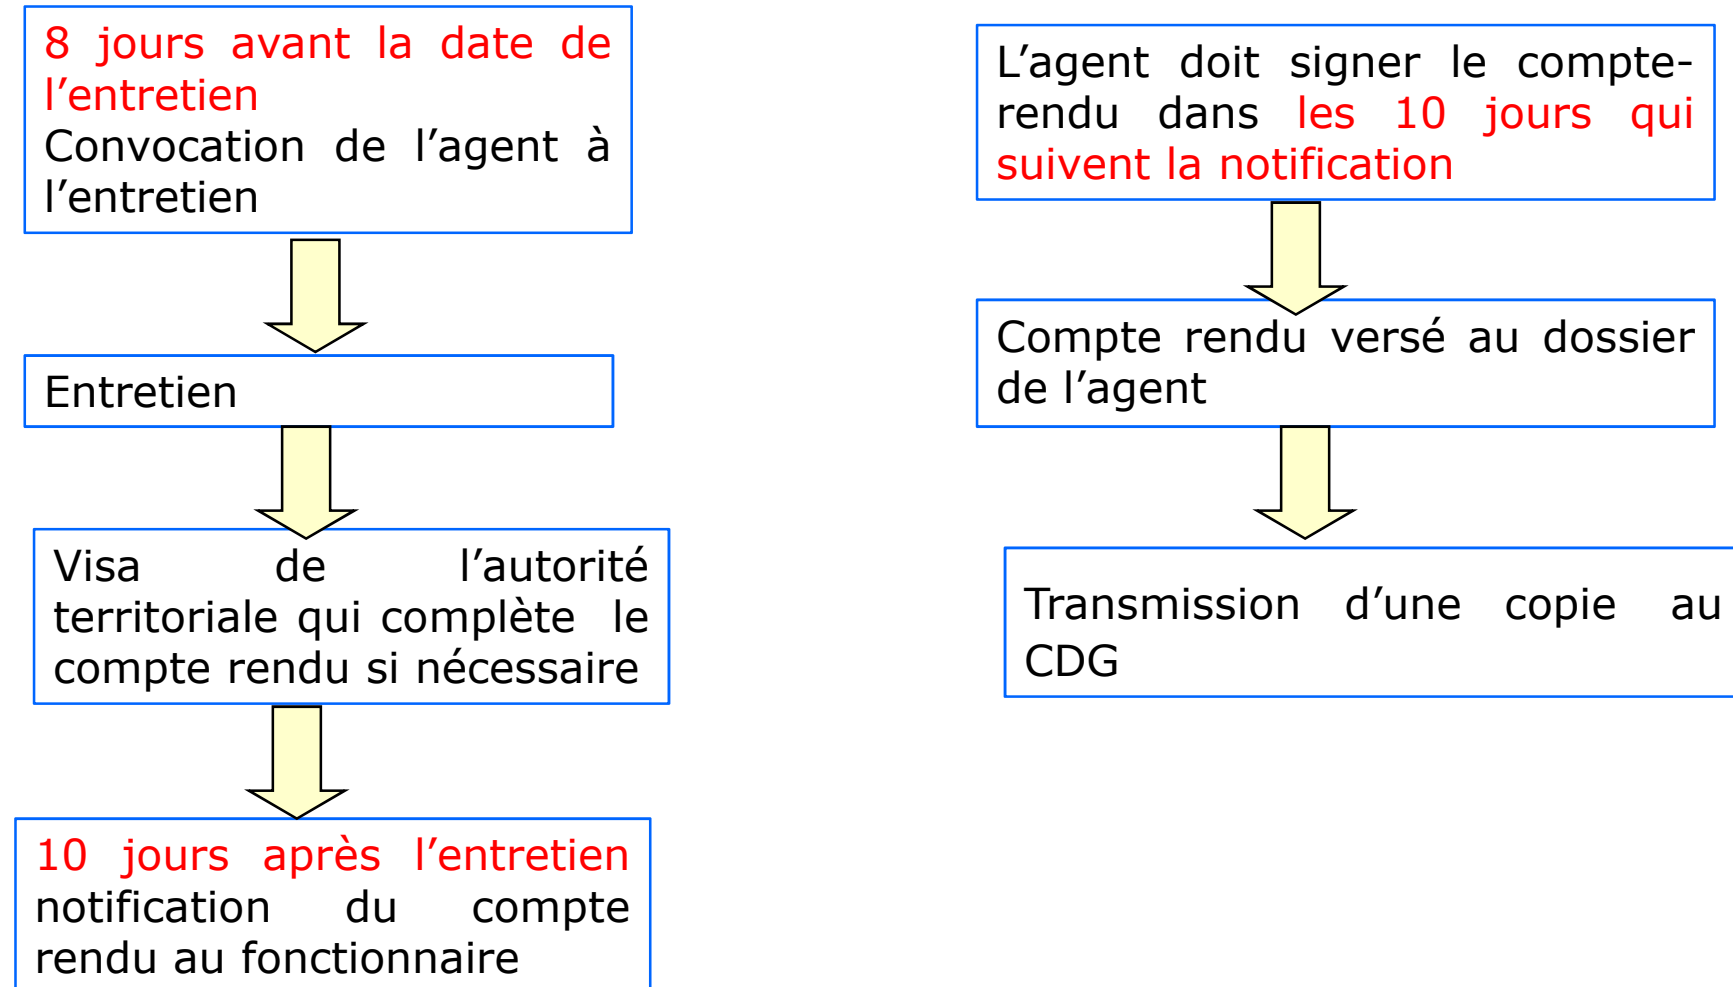 8 jours avant la date de
l’entretien
Convocation de l’agent à
l’entretien
Entretien
Visa de l’autorité
territoriale qui complète le
compte rendu si nécessaire
10 jours après l’entretien
notification du compte
rendu au fonctionnaire
L’agent doit signer le compte-
rendu dans les 10 jours qui
suivent la notification
Compte rendu versé au dossier
de l’agent
Transmission d’une copie au
CDG